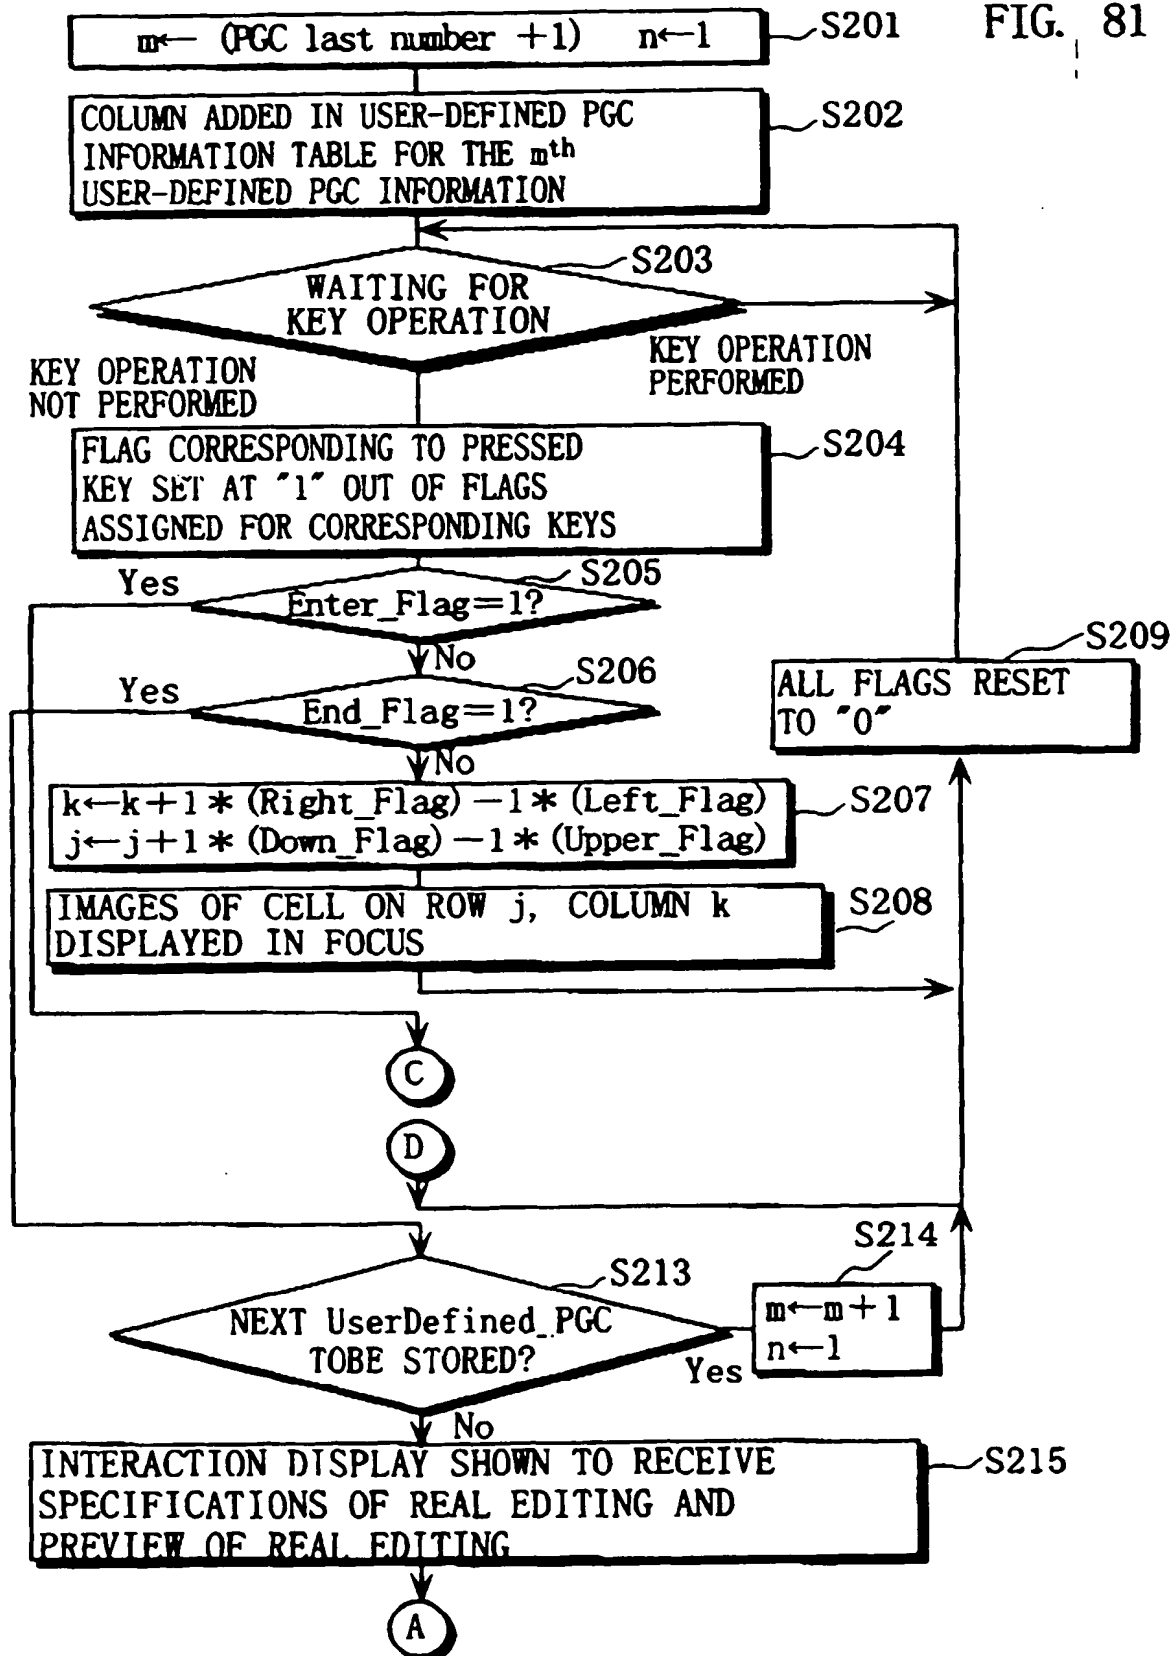 FIG. 81
m← (PGC last number +1) n←1
S201
COLUMN ADDED IN USER-DEFINED PGC
INFORMATION TABLE FOR THE mth
USER-DEFINED PGC INFORMATION
S202
S203
WAITING FOR
KEY OPERATION
KEY OPERATION
NOT PERFORMED
KEY OPERATION
PERFORMED
FLAG CORRESPONDING TO PRESSED
KEY SET AT "1" OUT OF FLAGS
ASSIGNED FOR CORRESPONDING KEYS
S204
Yes
S205
Enter_Flag=1?
No
S209
ALL FLAGS RESET
TO "0"
Yes
S206
End_Flag=1?
No
k←k+1*(Right_Flag)-1*(Left_Flag)
j←j+1*(Down_Flag)-1*(Upper_Flag)
S207
IMAGES OF CELL ON ROW j, COLUMN k
DISPLAYED IN FOCUS
S208
C
D
S213
NEXT UserDefined_PGC
TOBE STORED?
Yes
S214
m←m+1
n←1
No
INTERACTION DISPLAY SHOWN TO RECEIVE
SPECIFICATIONS OF REAL EDITING AND
PREVIEW OF REAL EDITING
S215
A